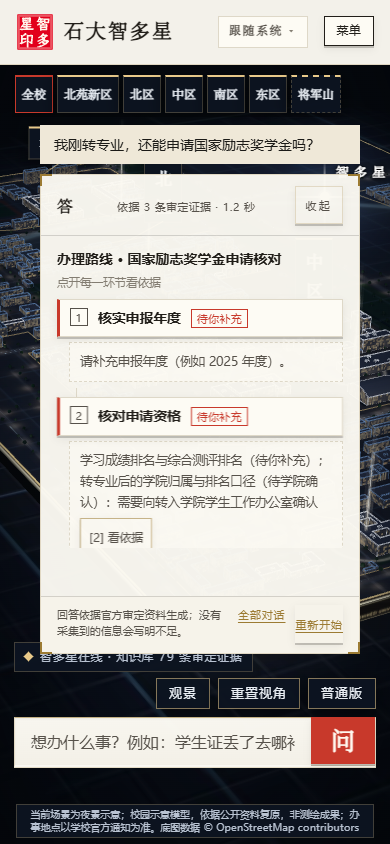 星智
印多
石大智多星
跟随系统
菜单
全校
北苑新区
北区
中区
南区
东区
将军山
我刚转专业，还能申请国家励志奖学金吗？
北
智多星
答
依据 3 条审定证据 · 1.2 秒
收起
办理路线 • 国家励志奖学金申请核对
点开每一环节看依据
中区
1 核实申报年度 待你补充
请补充申报年度（例如 2025 年度）。
2 核对申请资格 待你补充
学习成绩排名与综合测评排名（待你补充）；
转专业后的学院归属与排名口径（待学院确
认）：需要向转入学院学生工作办公室确认
[2] 看依据
回答依据官方审定资料生成；没有
采集到的信息会写明不足。
全部对话
重新开始
智多星在线 · 知识库 79 条审定证据
观景
重置视角
普通版
想办什么事？例如：学生证丢了去哪补
问
当前场景为夜景示意；校园示意模型，依据公开资料复原，非测绘成果；办
事地点以学校官方通知为准。底图数据 © OpenStreetMap contributors